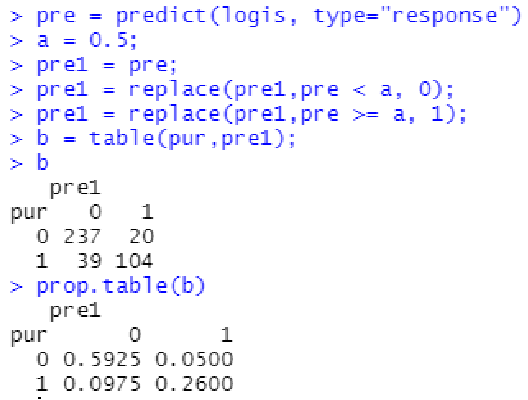 > pre = predict(logis, type="response")
> a = 0.5;
> pre1 = pre;
> pre1 = replace(pre1,pre < a, 0);
> pre1 = replace(pre1,pre >= a, 1);
> b = table(pur,pre1);
> b
   pre1
pur   0   1
  0 237  20
  1  39 104
> prop.table(b)
   pre1
pur      0      1
  0 0.5925 0.0500
  1 0.0975 0.2600